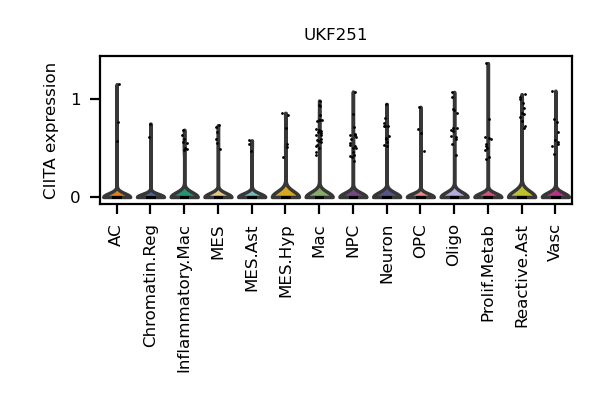 UKF251
CIITA expression
1
0
AC
Chromatin.Reg
Inflammatory.Mac
MES
MES.Ast
MES.Hyp
Mac
NPC
Neuron
OPC
Oligo
Prolif.Metab
Reactive.Ast
Vasc